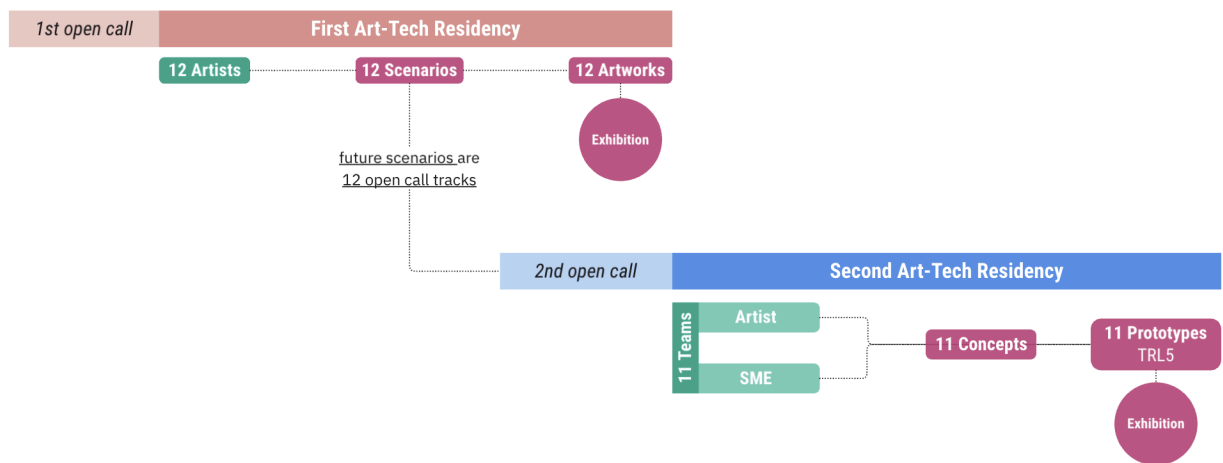 1st open call
First Art-Tech Residency
12 Artists
12 Scenarios
12 Artworks
Exhibition
future scenarios are
12 open call tracks
2nd open call
Second Art-Tech Residency
11 Teams
Artist
SME
11 Concepts
11 Prototypes
TRL5
Exhibition